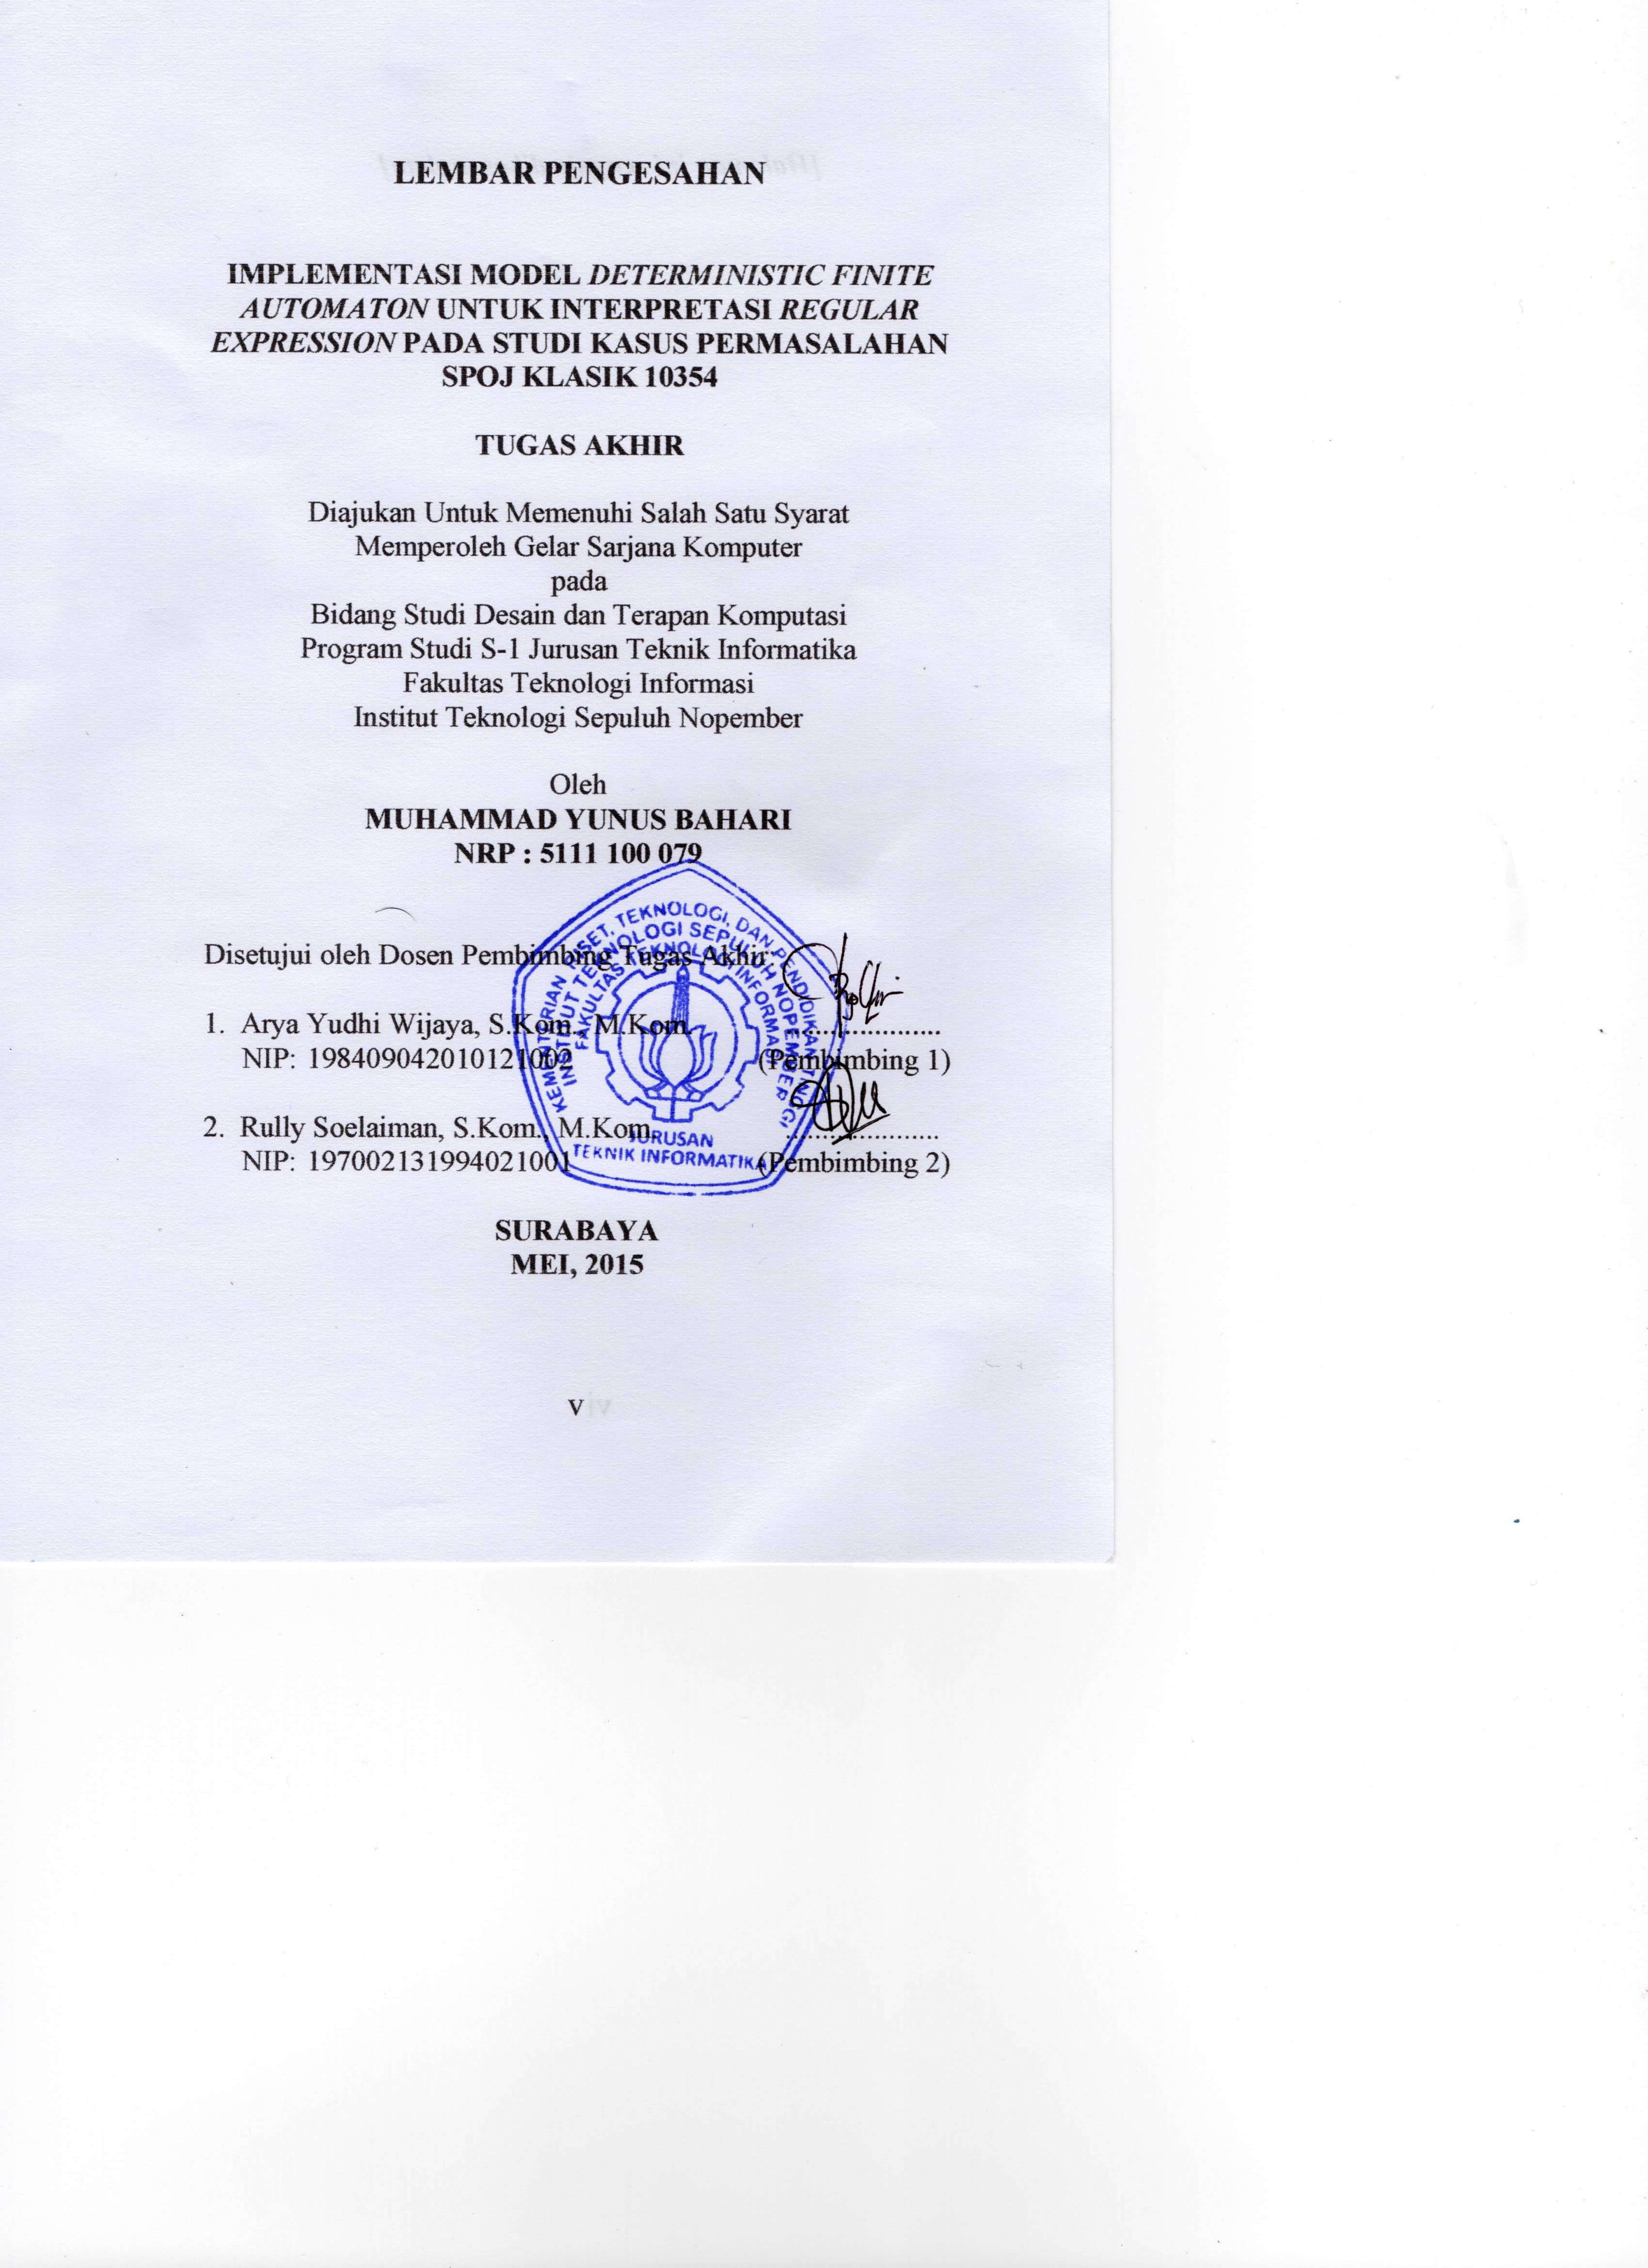 LEMBAR PENGESAHAN
IMPLEMENTASI MODEL DETERMINISTIC FINITE
AUTOMATON UNTUK INTERPRETASI REGULAR
EXPRESSION PADA STUDI KASUS PERMASALAHAN
SPOJ KLASIK 10354
TUGAS AKHIR
Diajukan Untuk Memenuhi Salah Satu Syarat
Memperoleh Gelar Sarjana Komputer
pada
Bidang Studi Desain dan Terapan Komputasi
Program Studi S-1 Jurusan Teknik Informatika
Fakultas Teknologi Informasi
Institut Teknologi Sepuluh Nopember
Oleh
MUHAMMAD YUNUS BAHARI
NRP : 5111 100 079
Disetujui oleh Dosen Pembimbing Tugas Akhir:
1. Arya Yudhi Wijaya, S.Kom., M.Kom. .....................
NIP: 198409042010121002 (Pembimbing 1)
2. Rully Soelaiman, S.Kom., M.Kom. .....................
NIP: 197002131994021001 (Pembimbing 2)
KEMENTERIAN RISET, TEKNOLOGI, DAN PENDIDIKAN TINGGI
INSTITUT TEKNOLOGI SEPULUH NOPEMBER
FAKULTAS TEKNOLOGI INFORMASI
JURUSAN
TEKNIK INFORMATIKA
SURABAYA
MEI, 2015
v